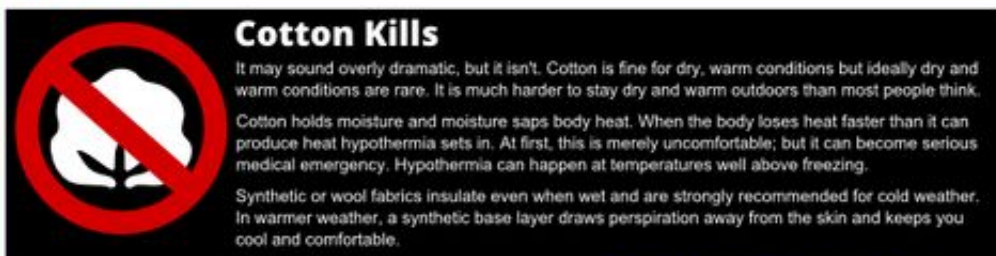 Cotton Kills
It may sound overly dramatic, but it isn't. Cotton is fine for dry, warm conditions but ideally dry and
warm conditions are rare. It is much harder to stay dry and warm outdoors than most people think.
Cotton holds moisture and moisture saps body heat. When the body loses heat faster than it can
produce heat hypothermia sets in. At first, this is merely uncomfortable; but it can become serious
medical emergency. Hypothermia can happen at temperatures well above freezing.
Synthetic or wool fabrics insulate even when wet and are strongly recommended for cold weather.
In warmer weather, a synthetic base layer draws perspiration away from the skin and keeps you
cool and comfortable.